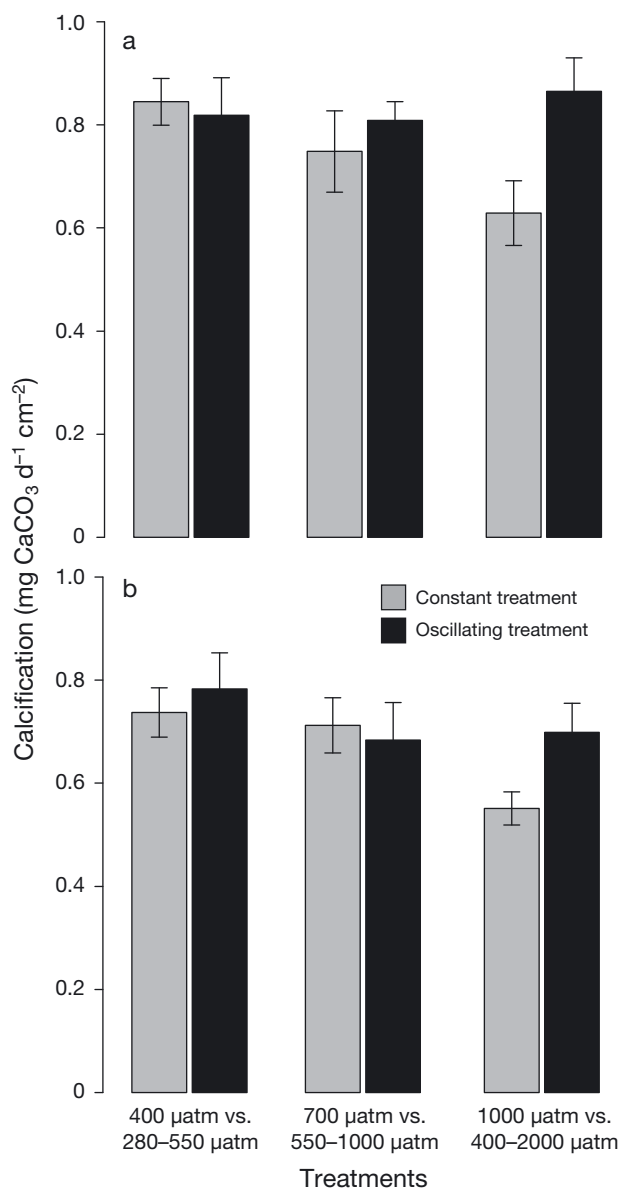 Calcification (mg CaCO₃ d⁻¹ cm⁻²)
a
1.0
0.8
0.6
0.4
0.2
0
b
1.0
0.8
0.6
0.4
0.2
0
Constant treatment
Oscillating treatment
400 µatm vs.
280–550 µatm
700 µatm vs.
550–1000 µatm
1000 µatm vs.
400–2000 µatm
Treatments